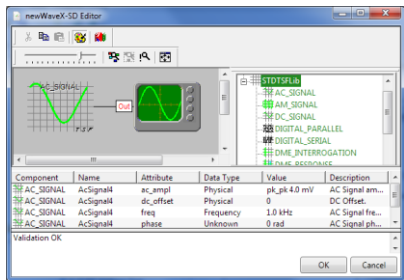 newWaveX-SD Editor
AC_SIGNAL
Out
STDTSFLib
AC_SIGNAL
AM_SIGNAL
DC_SIGNAL
DIGITAL_PARALLEL
DIGITAL_SERIAL
DME_INTERROGATION
DME_RESPONSE
Component Name Attribute Data Type Value Description
AC_SIGNAL AcSignal4 ac_ampl Physical pk_pk 4.0 mV AC Signal am...
AC_SIGNAL AcSignal4 dc_offset Physical 0 DC Offset.
AC_SIGNAL AcSignal4 freq Frequency 1.0 kHz AC Signal fre...
AC_SIGNAL AcSignal4 phase Unknown 0 rad AC Signal ph...
Validation OK
OK Cancel